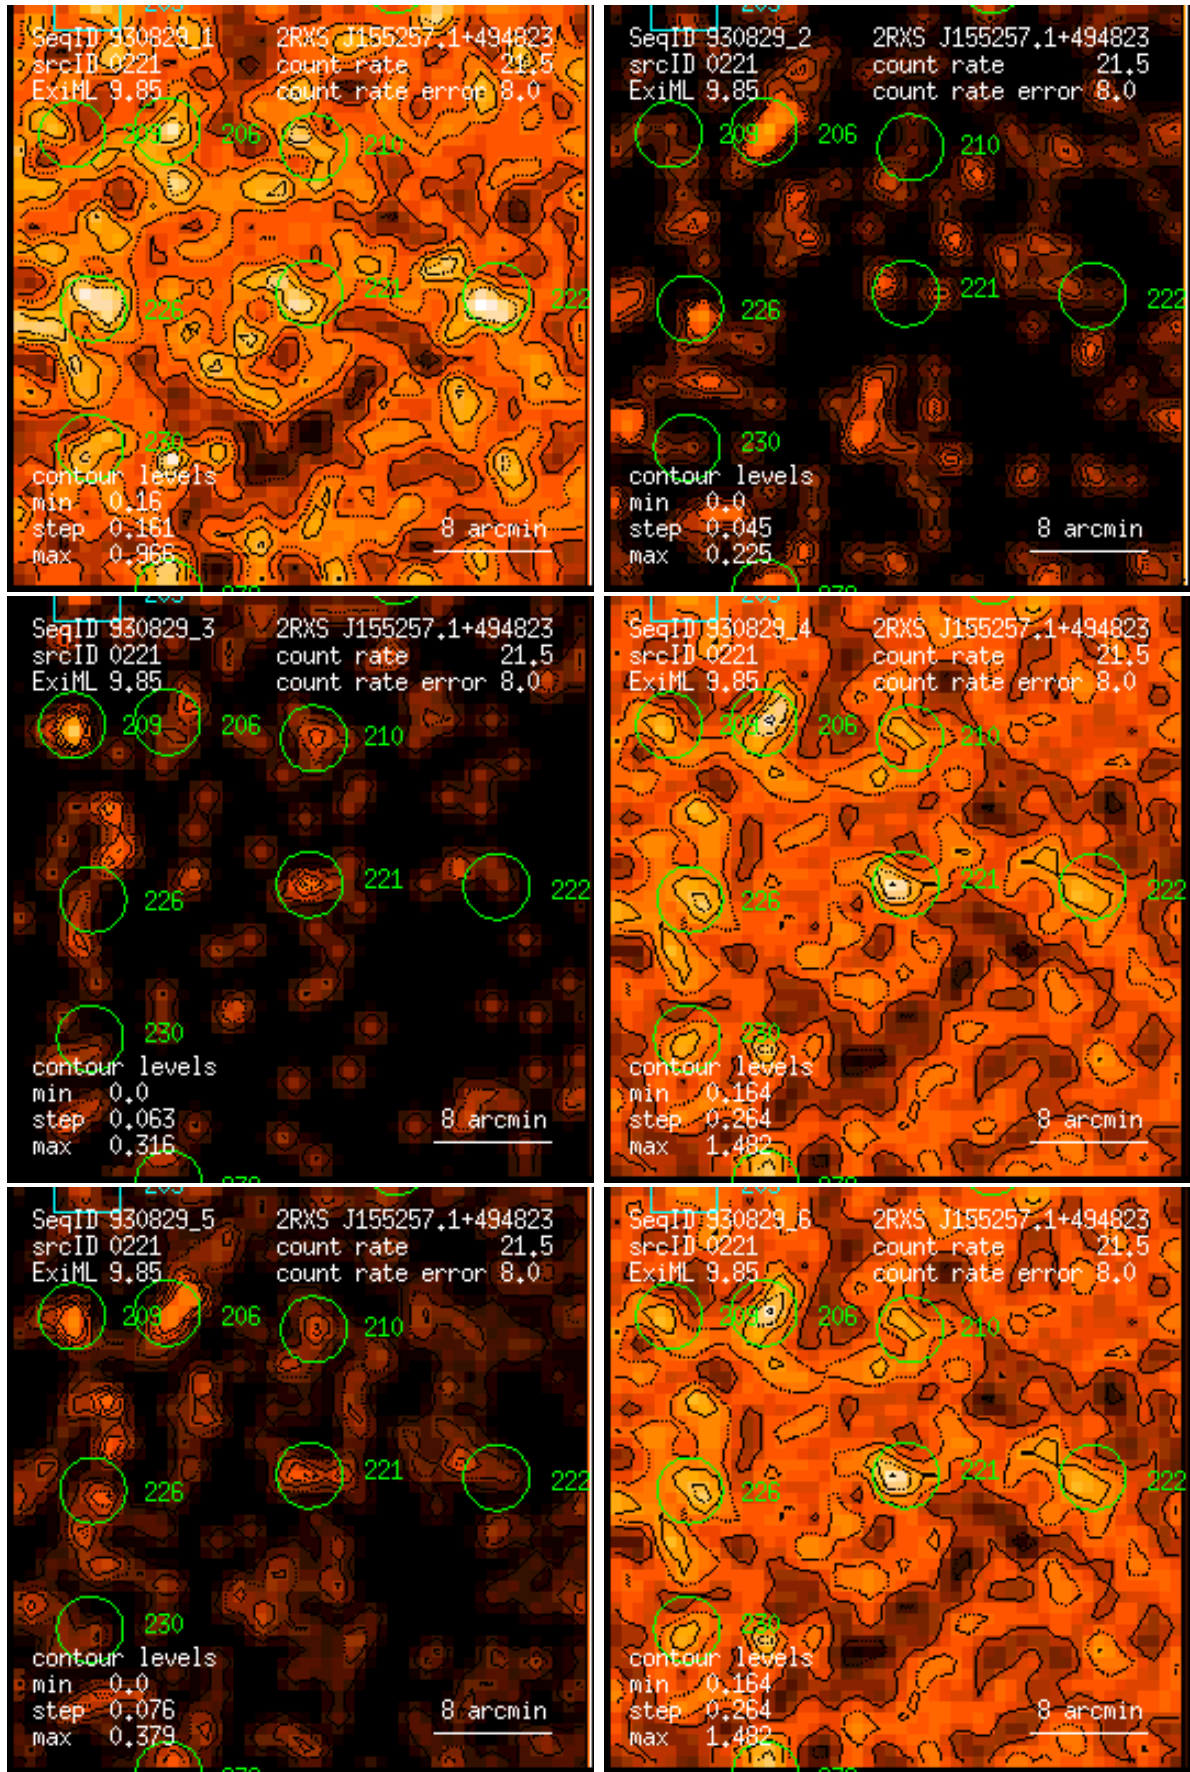 203
SeqID 930829_1 2RXS J155257.1+494823
srcID 0221 count rate 21.5
ExiML 9.85 count rate error 8.0
209 206 210
221
226 222
230
contour levels
min 0.16
step 0.161
max 0.966
8 arcmin
203
SeqID 930829_2 2RXS J155257.1+494823
srcID 0221 count rate 21.5
ExiML 9.85 count rate error 8.0
209 206 210
221
226 222
230
contour levels
min 0.0
step 0.045
max 0.225
8 arcmin
203
SeqID 930829_3 2RXS J155257.1+494823
srcID 0221 count rate 21.5
ExiML 9.85 count rate error 8.0
209 206 210
221
226 222
230
contour levels
min 0.0
step 0.063
max 0.316
8 arcmin
203
SeqID 930829_4 2RXS J155257.1+494823
srcID 0221 count rate 21.5
ExiML 9.85 count rate error 8.0
209 206 210
221
226 222
230
contour levels
min 0.164
step 0.264
max 1.482
8 arcmin
203
SeqID 930829_5 2RXS J155257.1+494823
srcID 0221 count rate 21.5
ExiML 9.85 count rate error 8.0
209 206 210
221
226 222
230
contour levels
min 0.0
step 0.076
max 0.379
8 arcmin
203
SeqID 930829_6 2RXS J155257.1+494823
srcID 0221 count rate 21.5
ExiML 9.85 count rate error 8.0
209 206 210
221
226 222
230
contour levels
min 0.164
step 0.264
max 1.482
8 arcmin